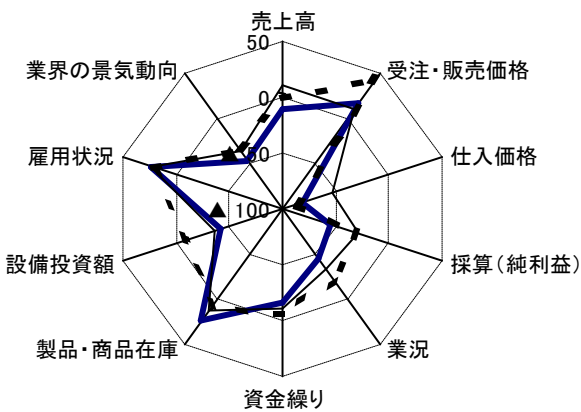 売上高
50
業界の景気動向
受注・販売価格
0
雇用状況
仕入価格
50
100
設備投資額
採算（純利益）
製品・商品在庫
業況
資金繰り